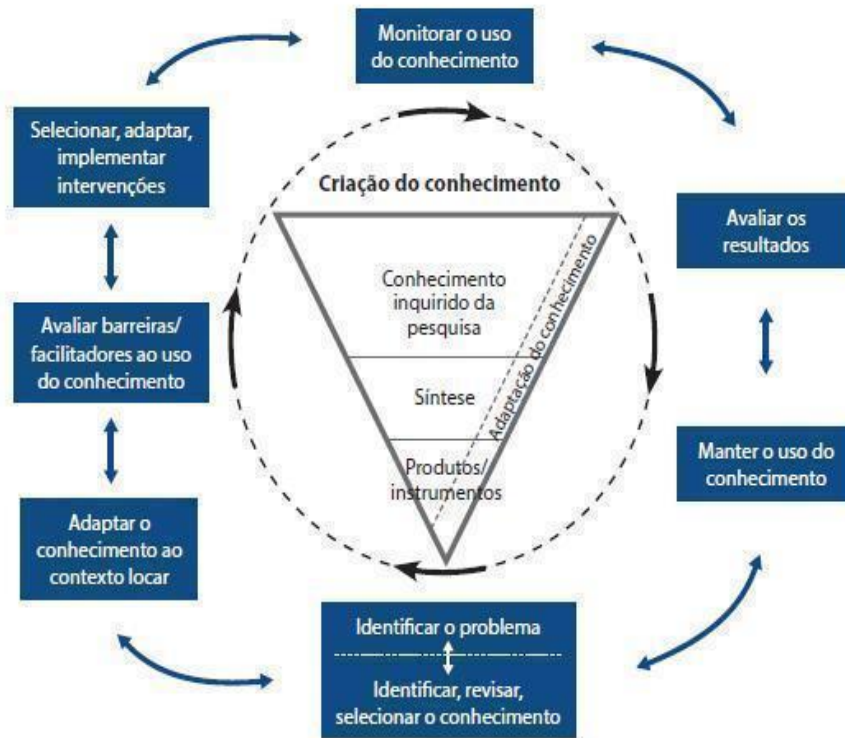 Monitorar o uso
do conhecimento
Selecionar, adaptar,
implementar
intervenções
Criação do conhecimento
Avaliar os
resultados
Conhecimento
inquirido da
pesquisa
Adaptação do conhecimento
Avaliar barreiras/
facilitadores ao uso
do conhecimento
Síntese
Produtos/
instrumentos
Manter o uso do
conhecimento
Adaptar o
conhecimento ao
contexto locar
Identificar o problema
Identificar, revisar,
selecionar o conhecimento